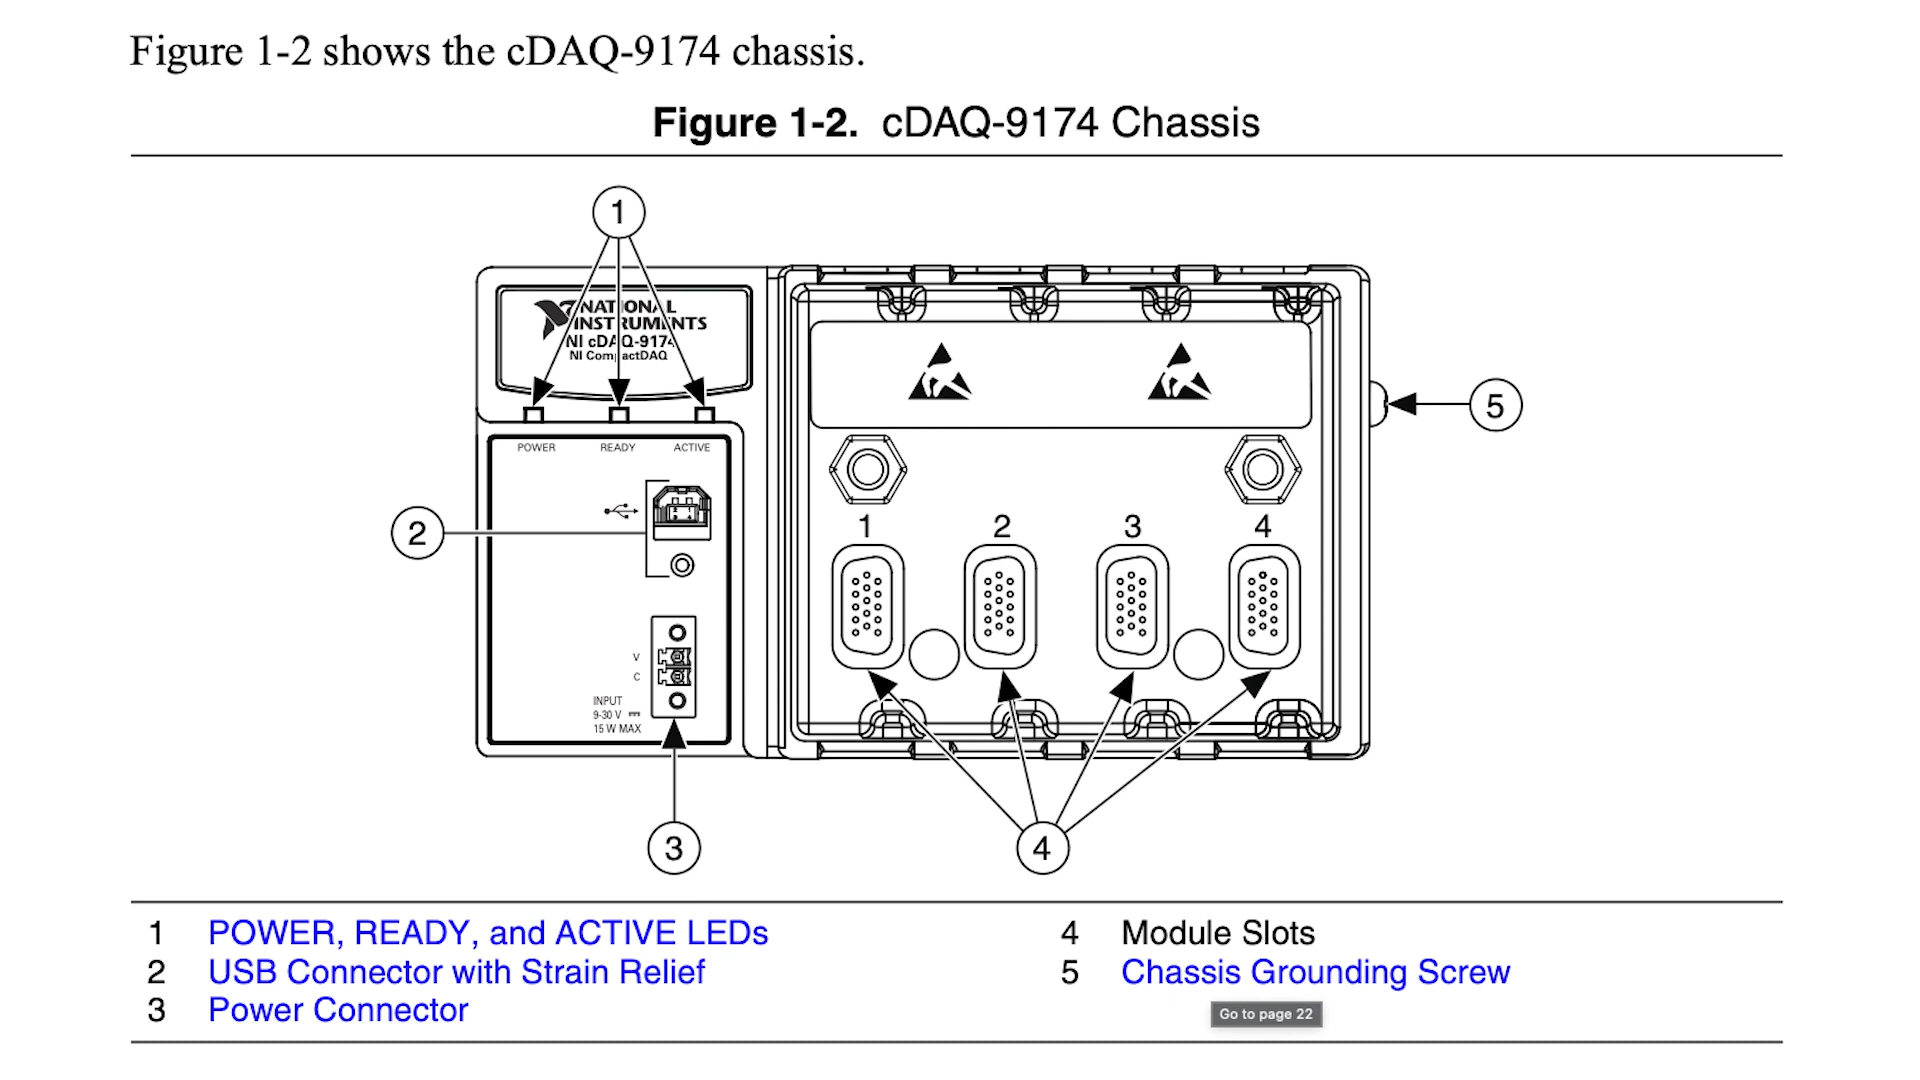 Figure 1-2 shows the cDAQ-9174 chassis.
Figure 1-2. cDAQ-9174 Chassis
1
NATIONAL
INSTRUMENTS
NI cDAQ-9174
NI CompactDAQ
POWER READY ACTIVE
5
2
1 2 3 4
V
C
INPUT
9-30 V
15 W MAX
3
4
1 POWER, READY, and ACTIVE LEDs
2 USB Connector with Strain Relief
3 Power Connector
4 Module Slots
5 Chassis Grounding Screw
Go to page 22